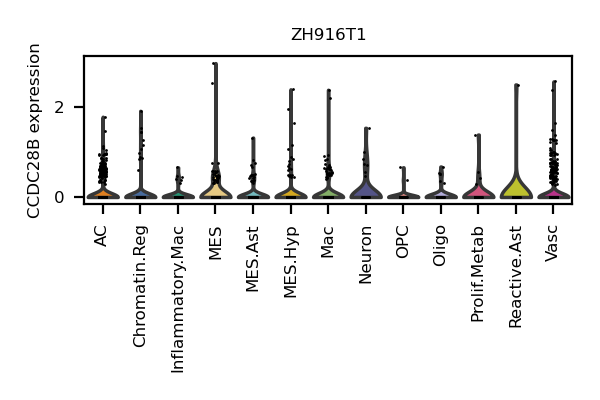 ZH916T1
CCDC28B expression
2
0
AC
Chromatin.Reg
Inflammatory.Mac
MES
MES.Ast
MES.Hyp
Mac
Neuron
OPC
Oligo
Prolif.Metab
Reactive.Ast
Vasc